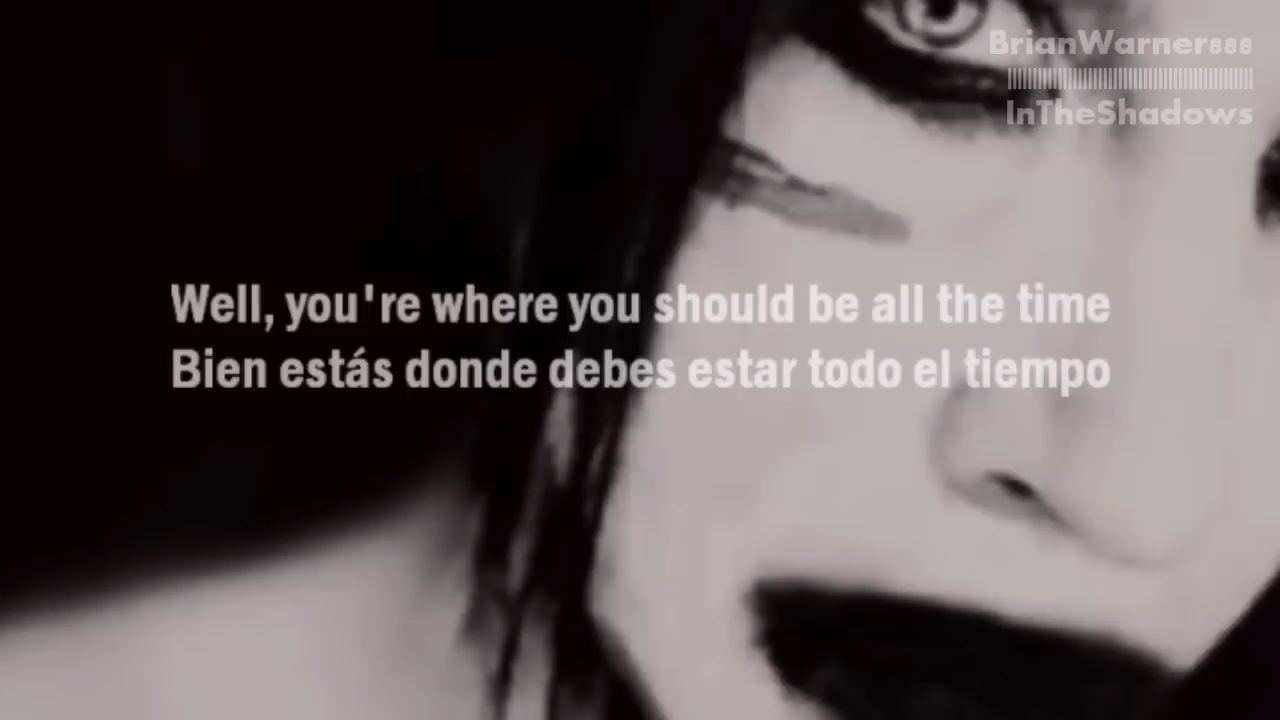 BrianWarner888
InTheShadows
Well, you're where you should be all the time
Bien estás donde debes estar todo el tiempo